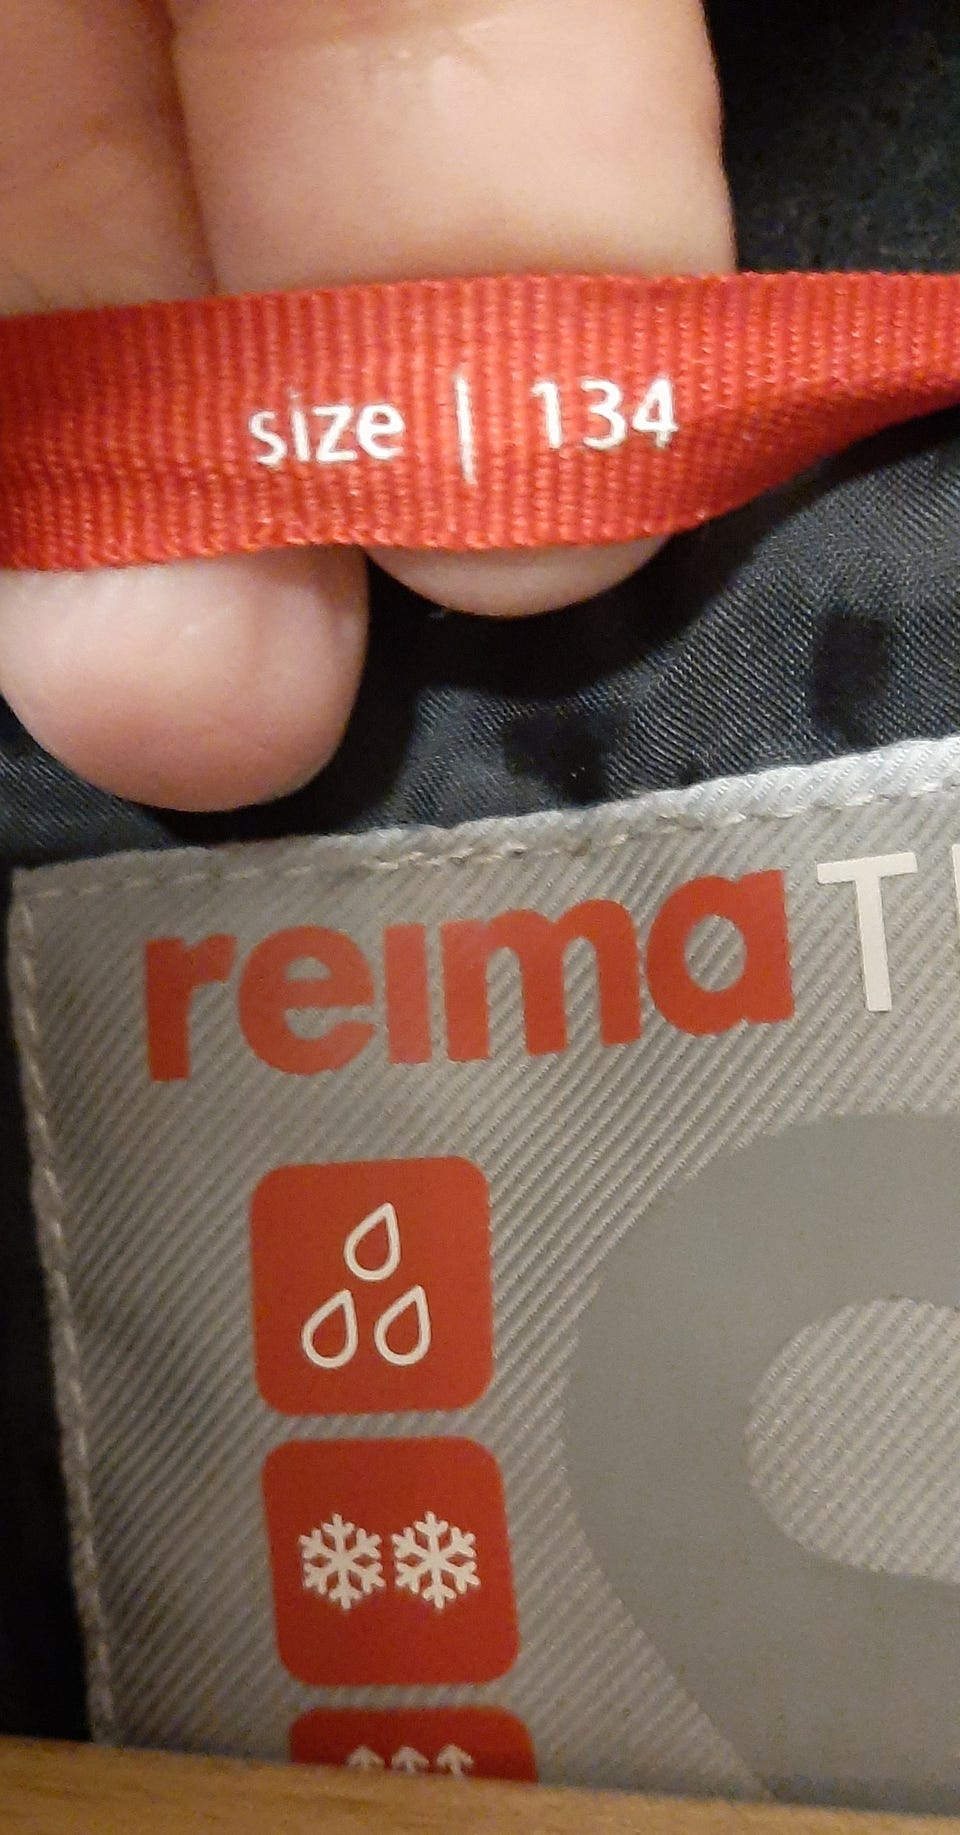 size | 134
reima T